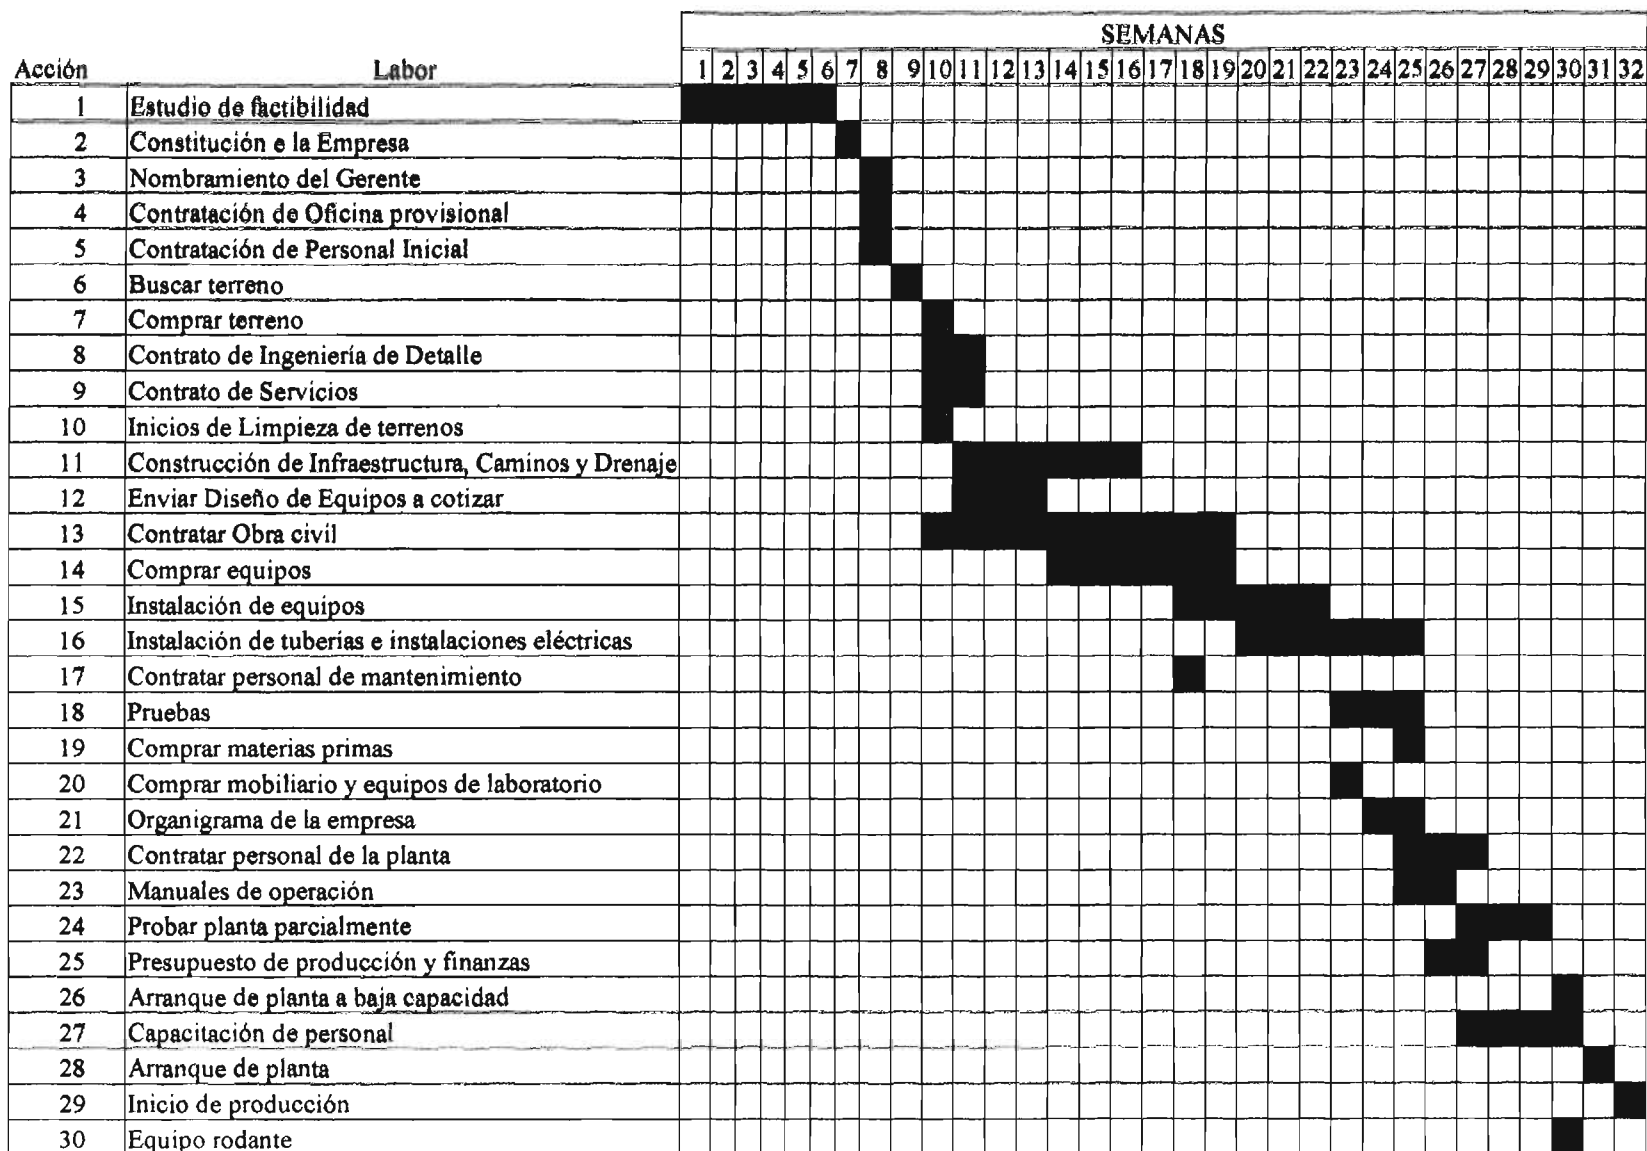 SEMANAS
Acción Labor 1 2 3 4 5 6 7 8 9 10 11 12 13 14 15 16 17 18 19 20 21 22 23 24 25 26 27 28 29 30 31 32
1 Estudio de factibilidad
2 Constitución e la Empresa
3 Nombramiento del Gerente
4 Contratación de Oficina provisional
5 Contratación de Personal Inicial
6 Buscar terreno
7 Comprar terreno
8 Contrato de Ingeniería de Detalle
9 Contrato de Servicios
10 Inicios de Limpieza de terrenos
11 Construcción de Infraestructura, Caminos y Drenaje
12 Enviar Diseño de Equipos a cotizar
13 Contratar Obra civil
14 Comprar equipos
15 Instalación de equipos
16 Instalación de tuberías e instalaciones eléctricas
17 Contratar personal de mantenimiento
18 Pruebas
19 Comprar materias primas
20 Comprar mobiliario y equipos de laboratorio
21 Organigrama de la empresa
22 Contratar personal de la planta
23 Manuales de operación
24 Probar planta parcialmente
25 Presupuesto de producción y finanzas
26 Arranque de planta a baja capacidad
27 Capacitación de personal
28 Arranque de planta
29 Inicio de producción
30 Equipo rodante